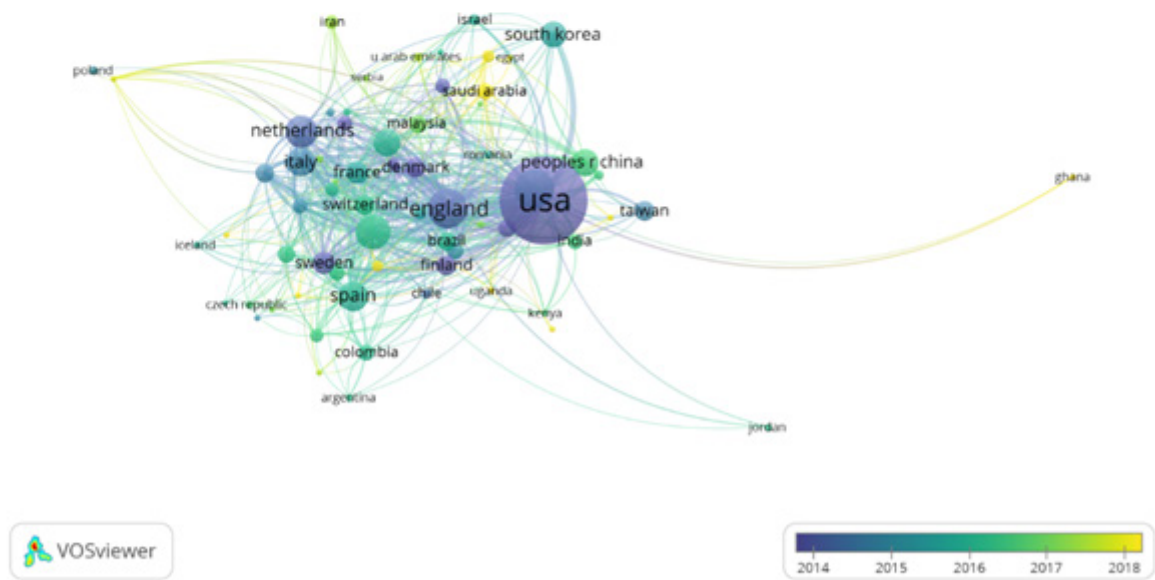 iran
israel
south korea
u arab emirates
egypt
poland
serbia
saudi arabia
netherlands
malaysia
romania
italy
france
denmark
peoples r china
ghana
switzerland
england
usa
taiwan
iceland
brazil
india
sweden
finland
czech republic
spain
chile
uganda
kenya
colombia
argentina
jordan
VOSviewer
2014 2015 2016 2017 2018